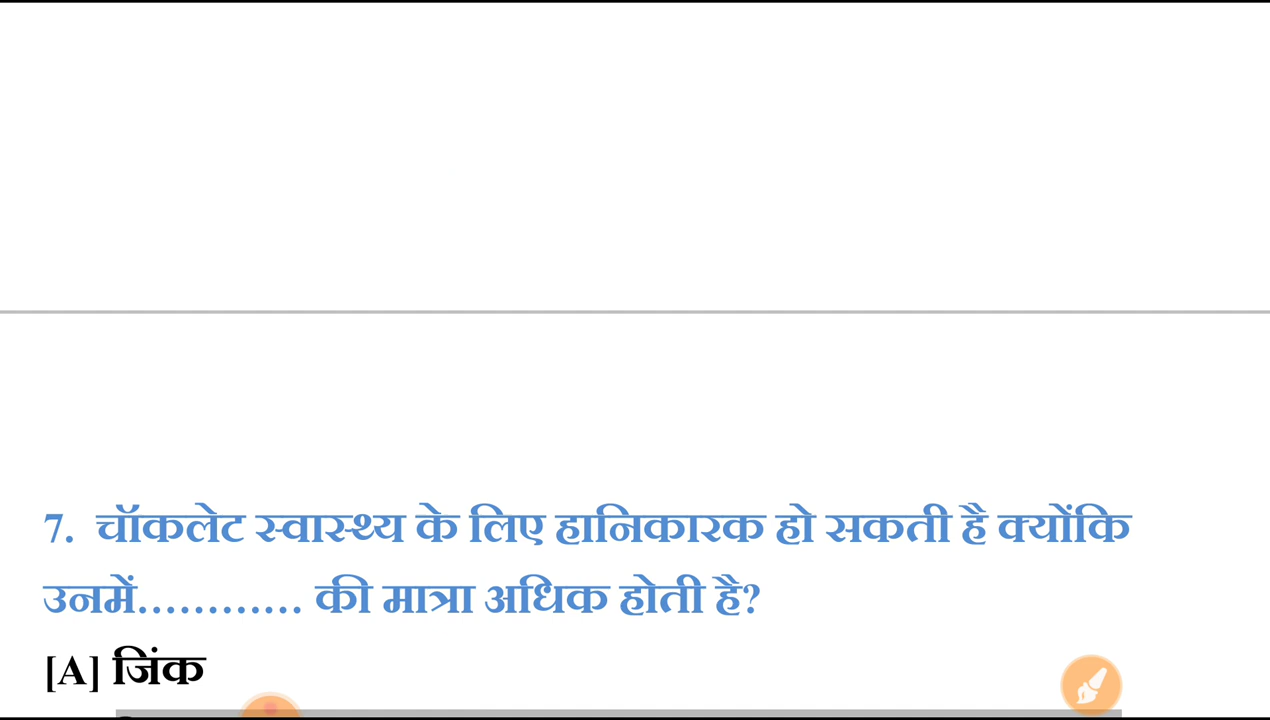 7. चॉकलेट स्वास्थ्य के लिए हानिकारक हो सकती है क्योंकि
उनमें............ की मात्रा अधिक होती है?
[A] जिंक